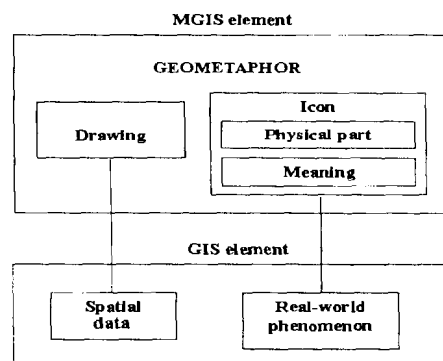 MGIS element
GEOMETAPHOR
Icon
Drawing
Physical part
Meaning
GIS element
Spatial
data
Real-world
phenomenon